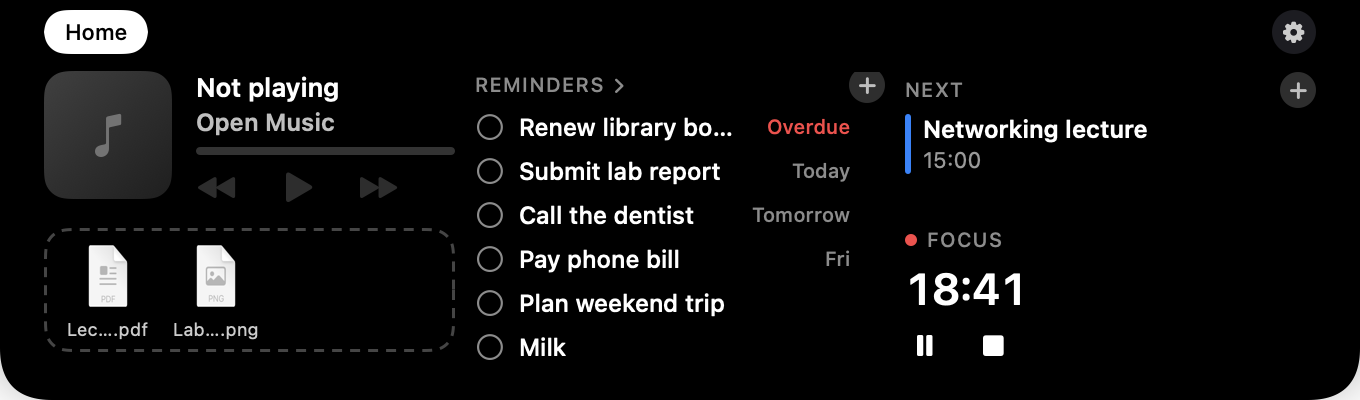 Home
Not playing
Open Music
PDF
PNG
Lec....pdf
Lab....png
REMINDERS
Renew library bo... Overdue
Submit lab report Today
Call the dentist Tomorrow
Pay phone bill Fri
Plan weekend trip
Milk
NEXT
Networking lecture
15:00
FOCUS
18:41